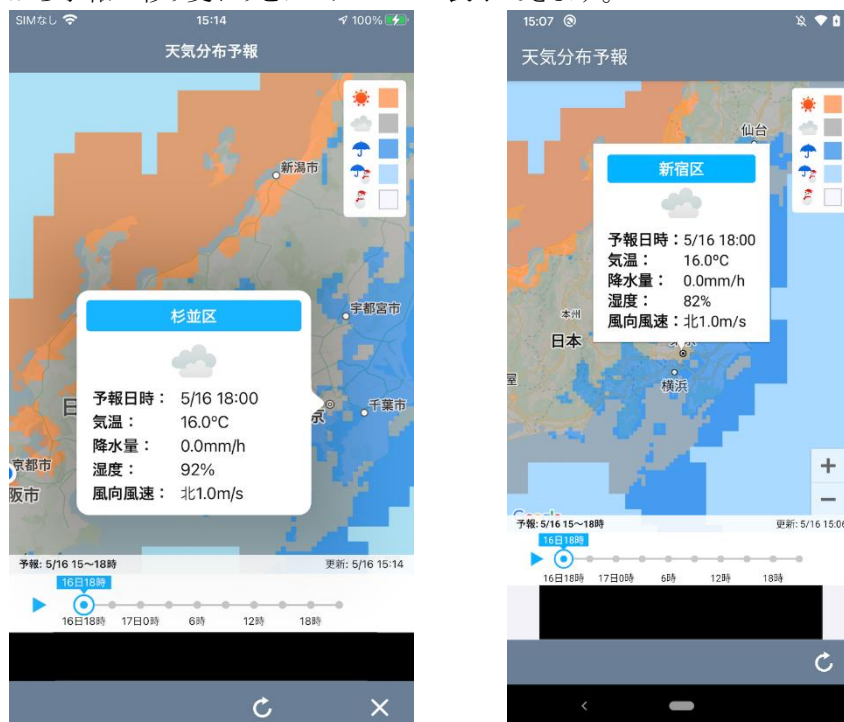 SIMなし
15:14
100%
天気分布予報
新潟市
宇都宮市
千葉市
京都市
阪市
杉並区
予報日時： 5/16 18:00
気温： 16.0ºC
降水量： 0.0mm/h
湿度： 92%
風向風速： 北1.0m/s
予報: 5/16 15～18時
更新: 5/16 15:14
16日18時
16日18時 17日0時 6時 12時 18時
15:07
天気分布予報
仙台
新宿区
予報日時：5/16 18:00
気温： 16.0ºC
降水量： 0.0mm/h
湿度： 82%
風向風速：北1.0m/s
本州
日本
横浜
予報: 5/16 15～18時
更新: 5/16 15:06
16日18時
16日18時 17日0時 6時 12時 18時